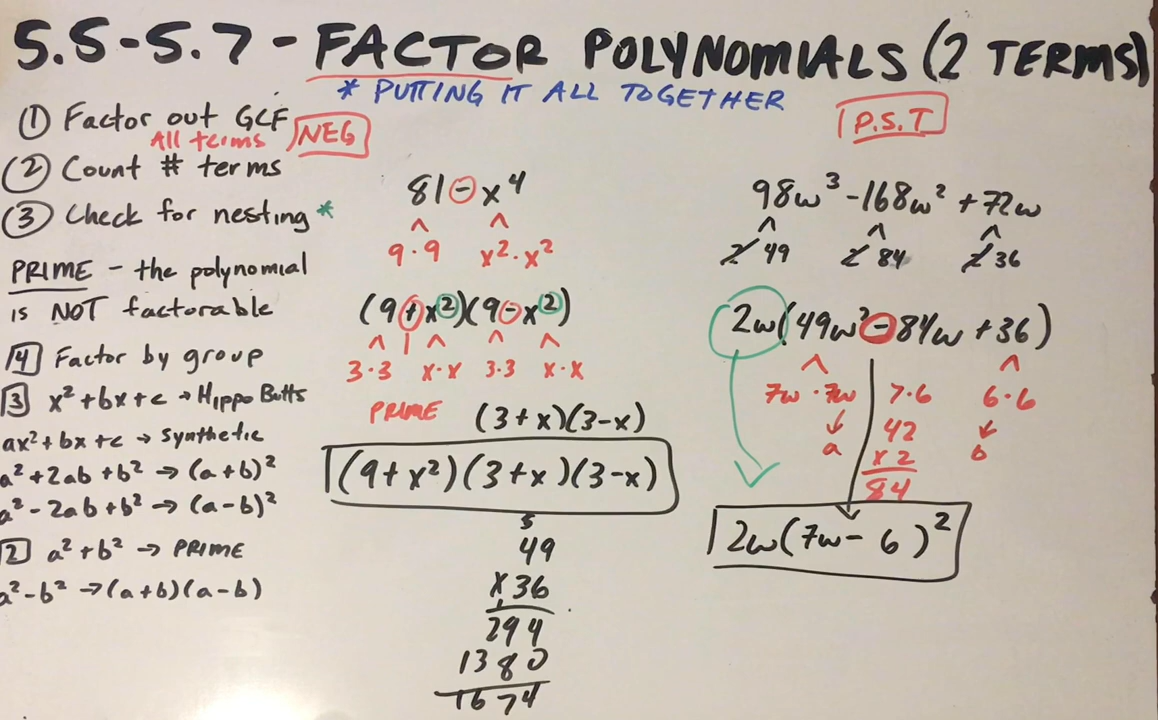 5.5-5.7 - FACTOR POLYNOMIALS (2 TERMS)
* PUTTING IT ALL TOGETHER
① Factor out GCF
All terms NEG
② Count # terms
③ Check for nesting *
PRIME - the polynomial
is NOT factorable
4 Factor by group
3 x² + bx + c → Hippo Butts
ax² + bx + c → Synthetic
a² + 2ab + b² → (a+b)²
a² - 2ab + b² → (a-b)²
2 a² + b² → PRIME
a² - b² → (a+b)(a-b)
81 - x⁴
9·9 x²·x²
(9+x²)(9-x²)
3·3 x·x 3·3 x·x
PRIME (3+x)(3-x)
(9+x²)(3+x)(3-x)
5
49
x36
294
1380
1674
P.S.T
98w³ - 168w² + 72w
2 49 2 84 2 36
2w(49w² - 84w + 36)
7w·7w 7·6 6·6
a 42 b
x2
84
2w(7w - 6)²